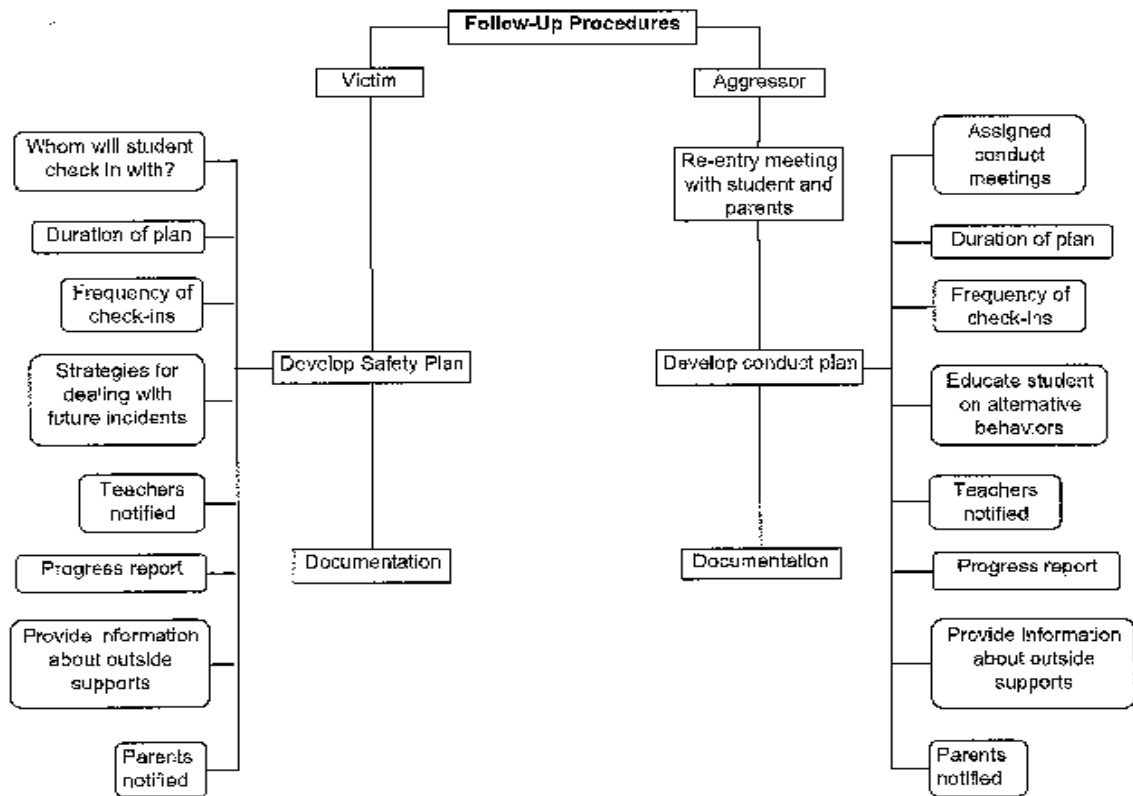 Follow-Up Procedures
Victim
Aggressor
Whom will student
check in with?
Duration of plan
Frequency of
check-ins
Strategies for
dealing with
future incidents
Teachers
notified
Progress report
Provide information
about outside
supports
Parents
notified
Develop Safety Plan
Documentation
Re-entry meeting
with student and
parents
Develop conduct plan
Documentation
Assigned
conduct
meetings
Duration of plan
Frequency of
check-ins
Educate student
on alternative
behaviors
Teachers
notified
Progress report
Provide Information
about outside
supports
Parents
notified